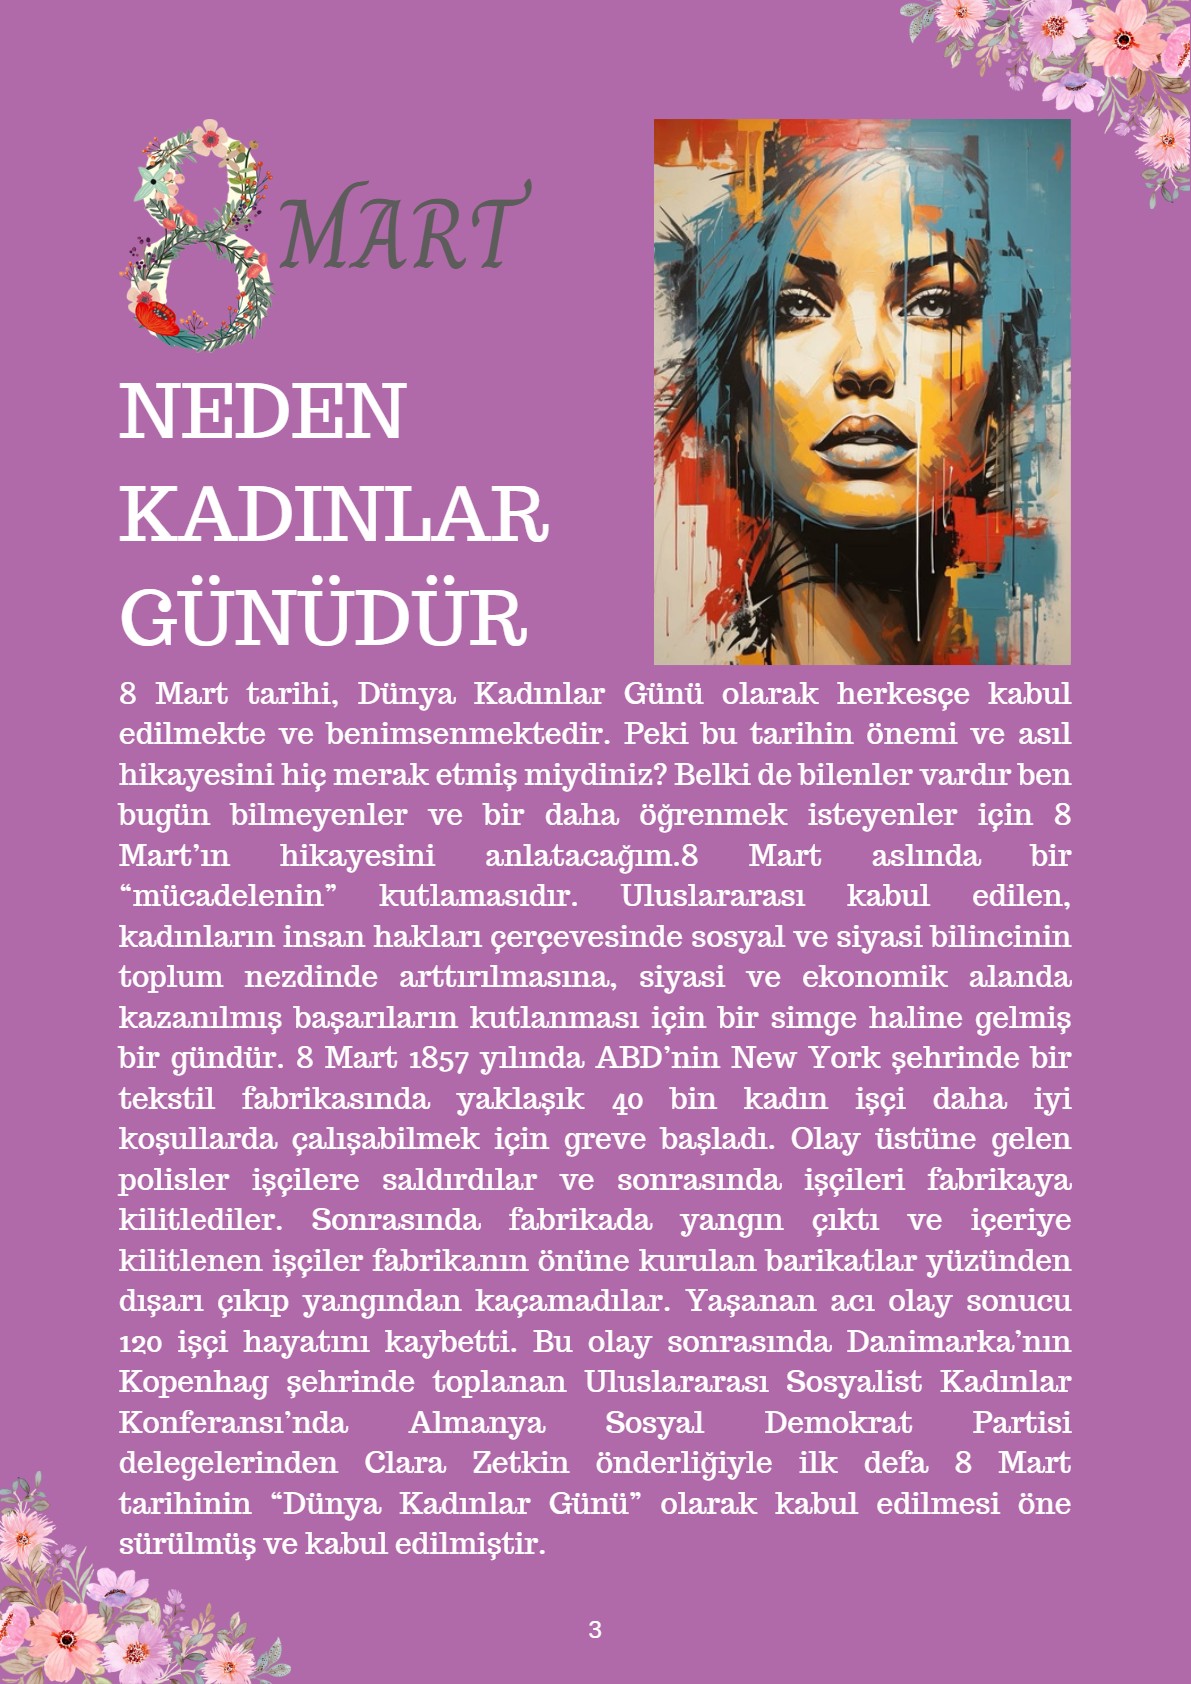 8 MART
NEDEN
KADINLAR
GÜNÜDÜR
8 Mart tarihi, Dünya Kadınlar Günü olarak herkesçe kabul
edilmekte ve benimsenmektedir. Peki bu tarihin önemi ve asıl
hikayesini hiç merak etmiş miydiniz? Belki de bilenler vardır ben
bugün bilmeyenler ve bir daha öğrenmek isteyenler için 8
Mart’ın hikayesini anlatacağım.8 Mart aslında bir
“mücadelenin” kutlamasıdır. Uluslararası kabul edilen,
kadınların insan hakları çerçevesinde sosyal ve siyasi bilincinin
toplum nezdinde arttırılmasına, siyasi ve ekonomik alanda
kazanılmış başarıların kutlanması için bir simge haline gelmiş
bir gündür. 8 Mart 1857 yılında ABD’nin New York şehrinde bir
tekstil fabrikasında yaklaşık 40 bin kadın işçi daha iyi
koşullarda çalışabilmek için greve başladı. Olay üstüne gelen
polisler işçilere saldırdılar ve sonrasında işçileri fabrikaya
kilitlediler. Sonrasında fabrikada yangın çıktı ve içeriye
kilitlenen işçiler fabrikanın önüne kurulan barikatlar yüzünden
dışarı çıkıp yangından kaçamadılar. Yaşanan acı olay sonucu
120 işçi hayatını kaybetti. Bu olay sonrasında Danimarka’nın
Kopenhag şehrinde toplanan Uluslararası Sosyalist Kadınlar
Konferansı’nda Almanya Sosyal Demokrat Partisi
delegelerinden Clara Zetkin önderliğiyle ilk defa 8 Mart
tarihinin “Dünya Kadınlar Günü” olarak kabul edilmesi öne
sürülmüş ve kabul edilmiştir.
3